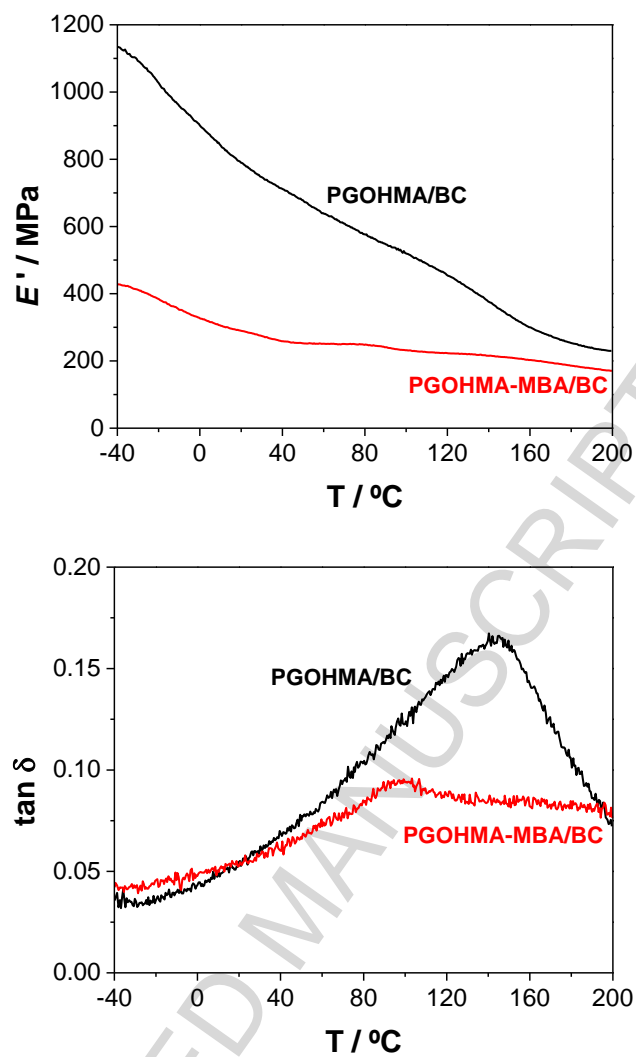 1200
1000
800
600
400
200
0
E' / MPa
PGOHMA/BC
PGOHMA-MBA/BC
-40 0 40 80 120 160 200
T / ºC
0.20
0.15
0.10
0.05
0.00
tan δ
PGOHMA/BC
PGOHMA-MBA/BC
-40 0 40 80 120 160 200
T / ºC
ED MANUSCRIPT